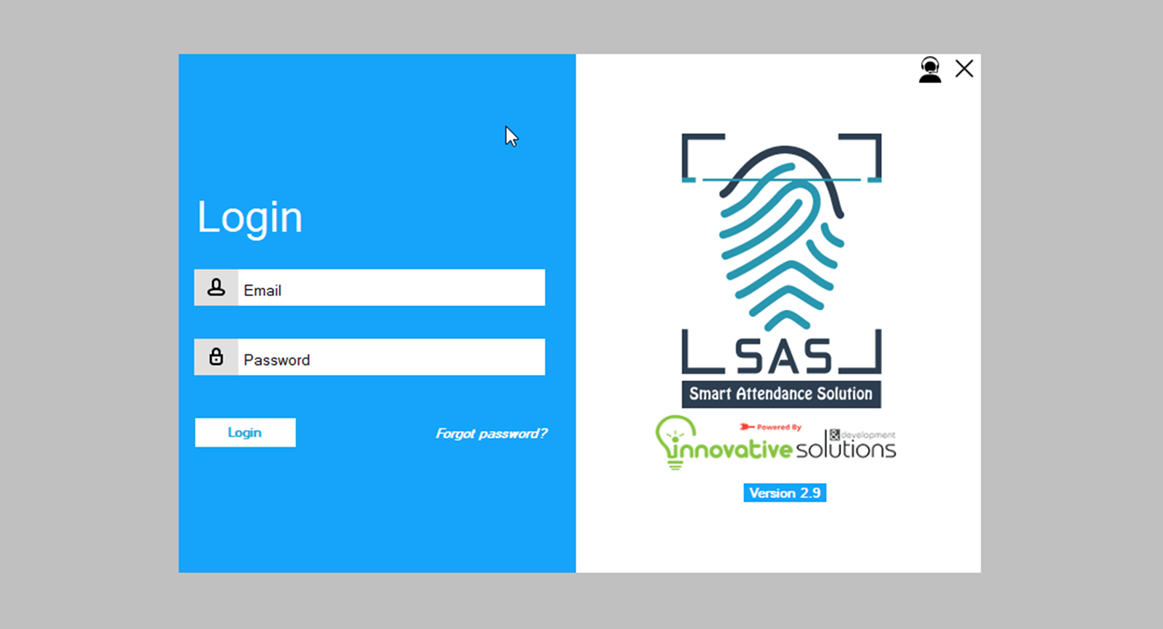 Login
Email
Password
Login
Forgot password?
SAS
Smart Attendance Solution
Powered By
innovative solutions
& development
Version 2.9